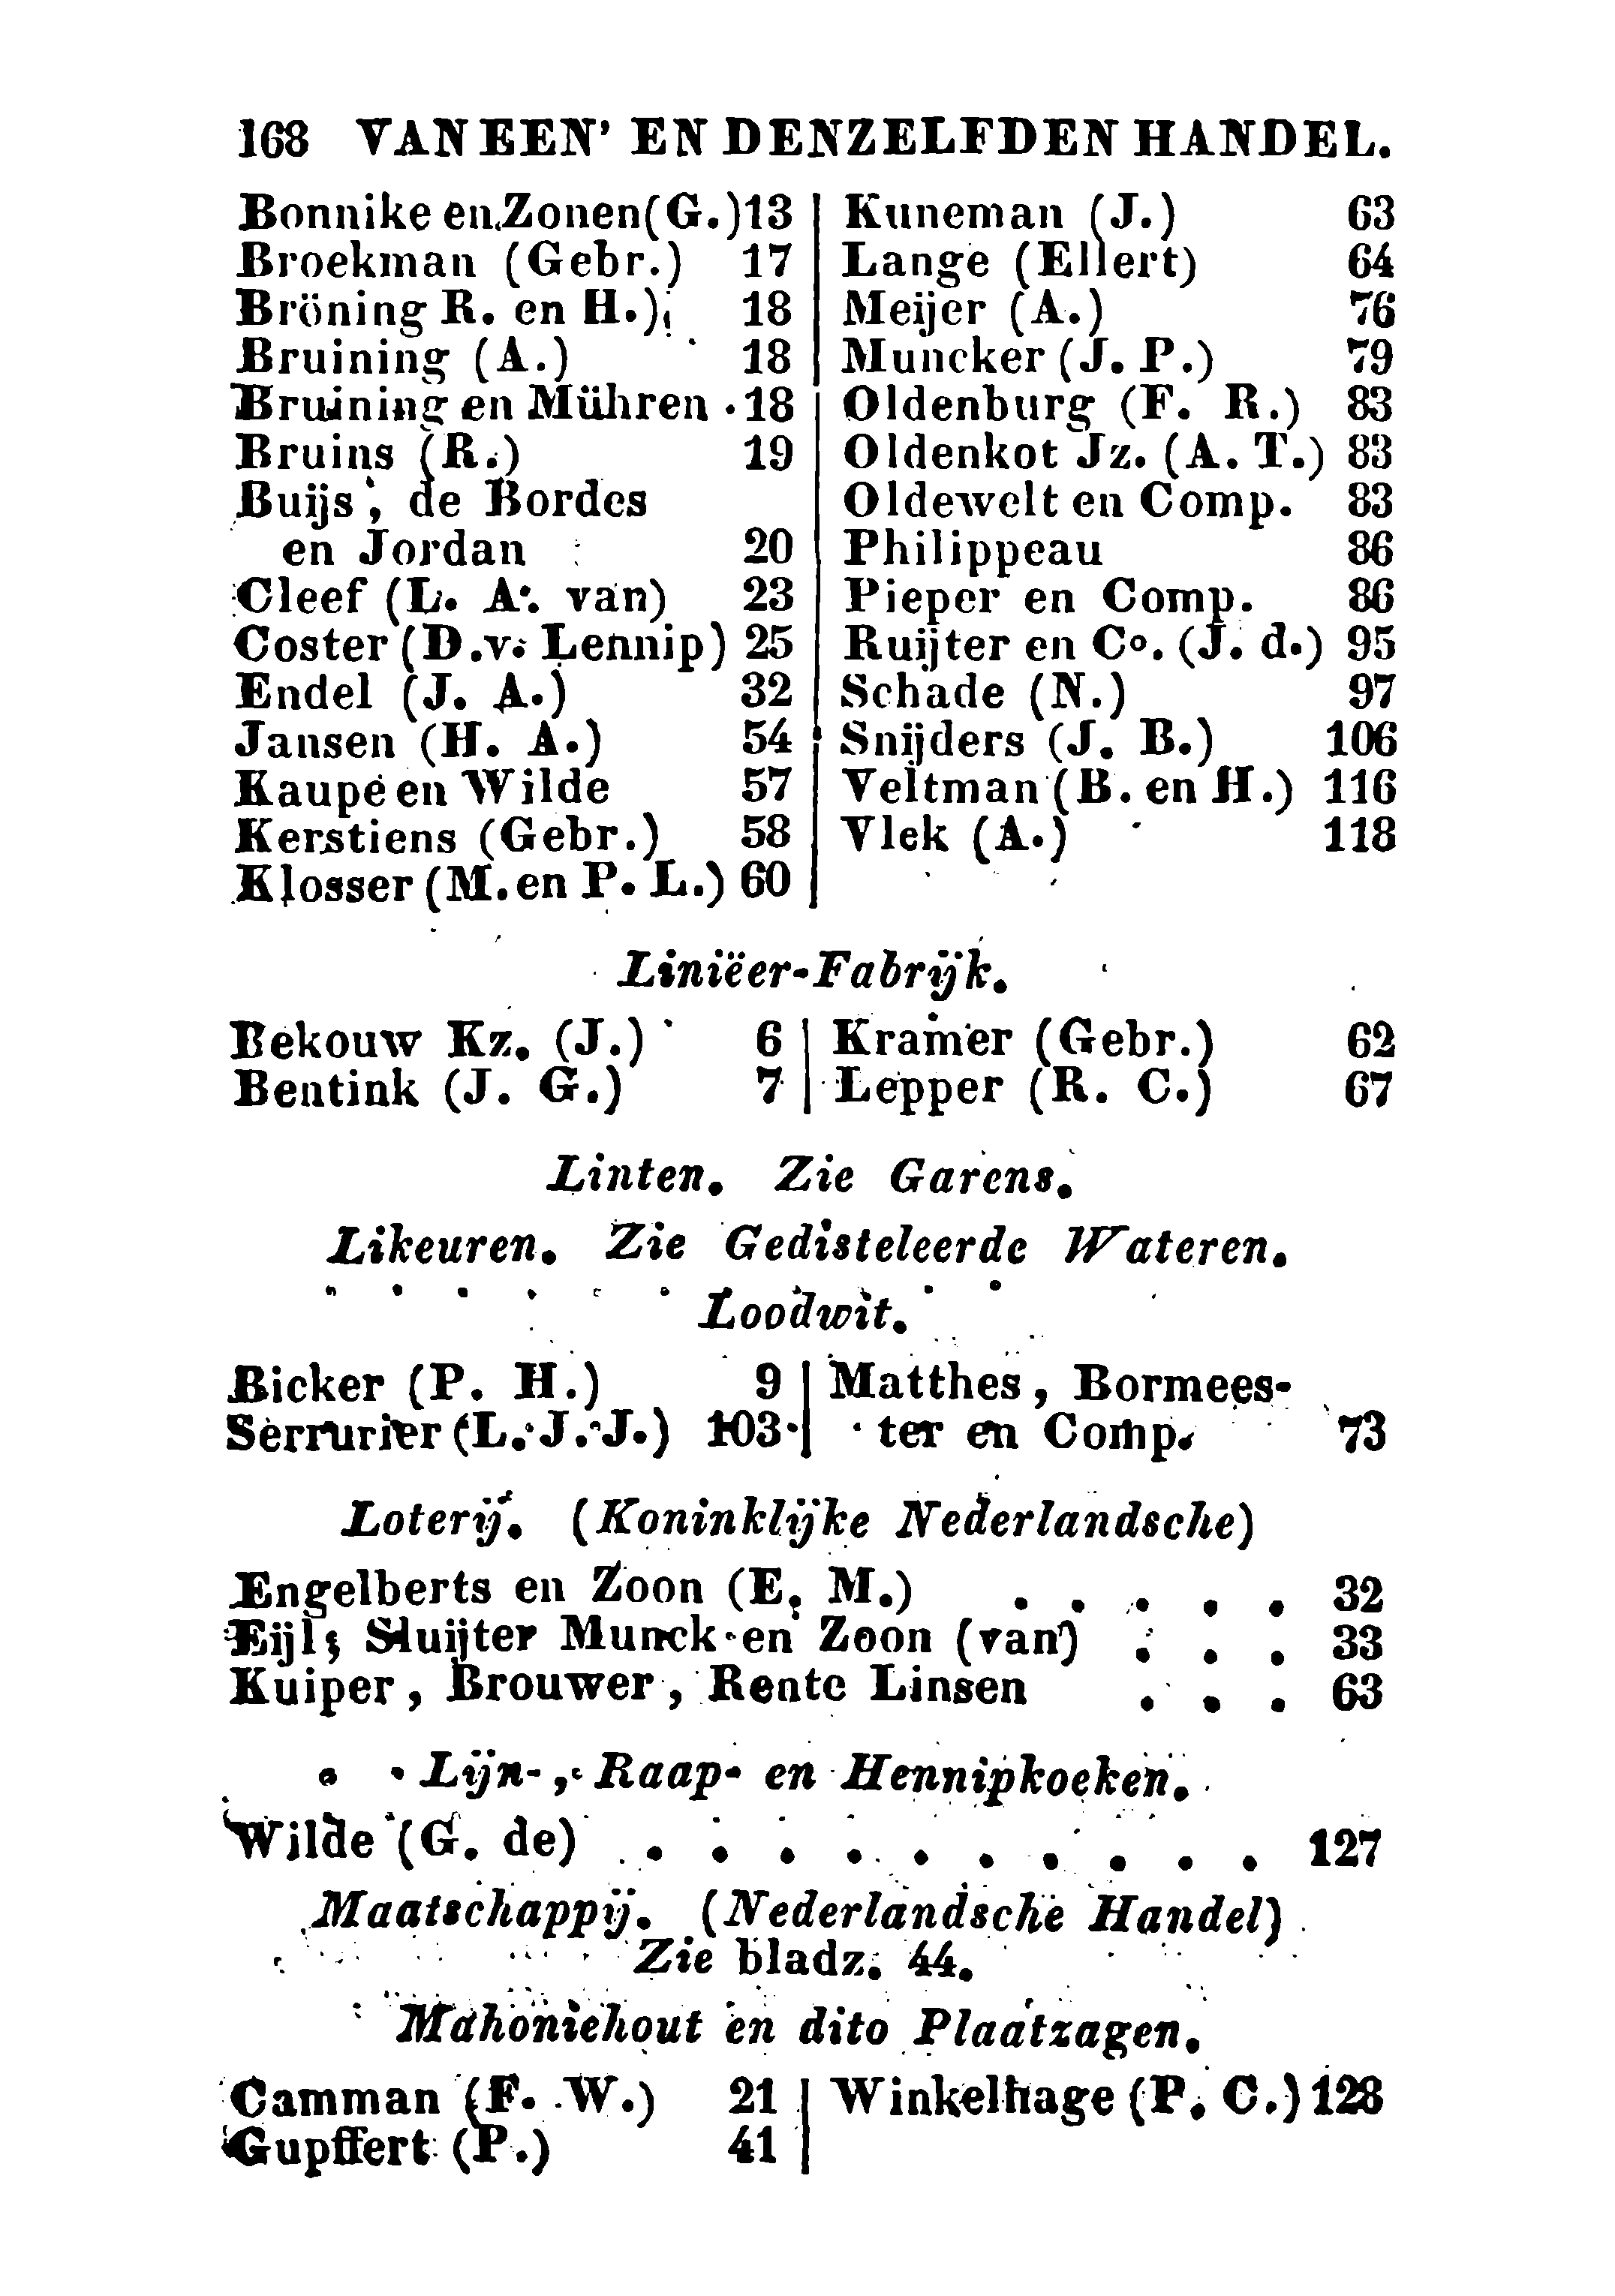 168 VAN EEN' EN DENZELFDEN HANDEL.
Bonnike en Zonen (G.) 13
Broekman (Gebr.) 17
Bröning R. en H.) 18
Bruining (A.) 18
Bruining en Mühren 18
Bruins (R.) 19
Buijs, de Bordes
en Jordan 20
Cleef (L. A. van) 23
Coster (D. v. Lennip) 25
Endel (J. A.) 32
Jansen (H. A.) 54
Kaupe en Wilde 57
Kerstiens (Gebr.) 58
Klosser (M. en P. L.) 60
Kuneman (J.) 63
Lange (Ellert) 64
Meijer (A.) 76
Muncker (J. P.) 79
Oldenburg (F. R.) 83
Oldenkot Jz. (A. T.) 83
Oldewelt en Comp. 83
Philippeau 86
Pieper en Comp. 86
Ruijter en Co. (J. d.) 95
Schade (N.) 97
Snijders (J. B.) 106
Veltman (B. en H.) 116
Vlek (A.) 118
Liniëer-Fabrijk.
Bekouw Kz. (J.) 6
Bentink (J. G.) 7
Kramer (Gebr.) 62
Lepper (R. C.) 67
Linten. Zie Garens.
Likeuren. Zie Gedisteleerde Wateren.
Loodwit.
Bicker (P. H.) 9
Serrurier (L. J. J.) 103
Matthes, Bormees-
ter en Comp. 73
Loterij. (Koninklijke Nederlandsche)
Engelberts en Zoon (E. M.) . . . . . 32
Eijl, Sluijter Munck en Zoon (van) . . . 33
Kuiper, Brouwer, Rente Linsen . . . 63
Lijn-, Raap- en Hennipkoeken.
Wilde (G. de) . . . . . . . . . . 127
Maatschappij. (Nederlandsche Handel)
Zie bladz. 44.
Mahoniehout en dito Plaatzagen.
Camman (F. W.) 21
Gupffert (P.) 41
Winkelhage (P. C.) 128